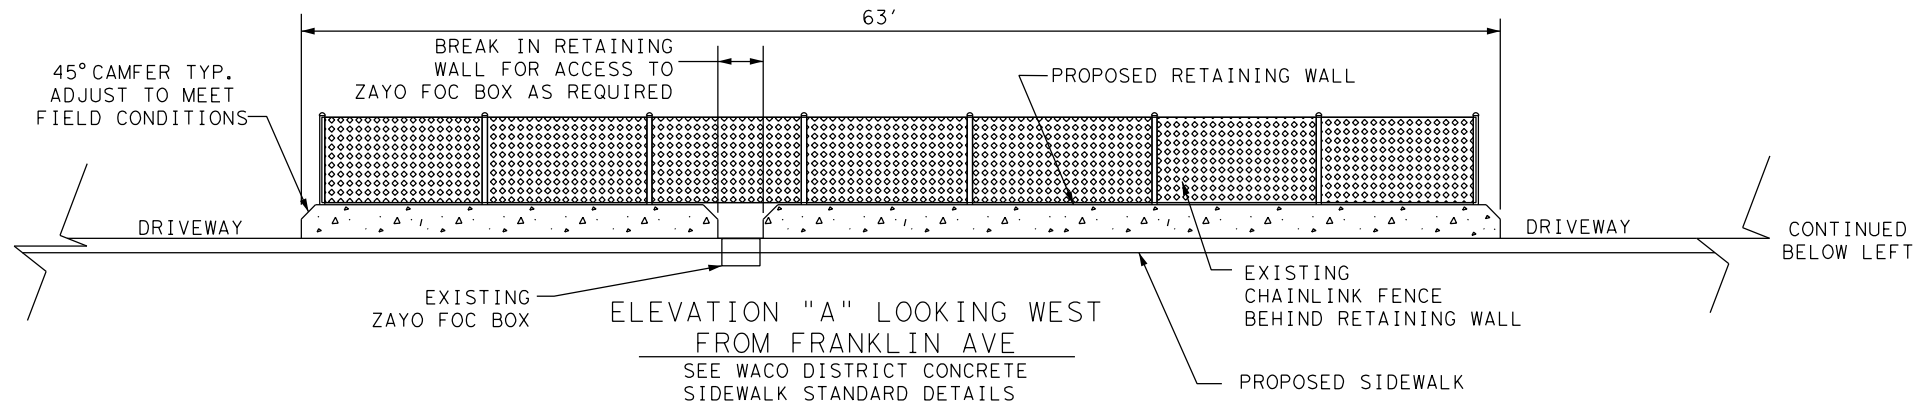 63'
BREAK IN RETAINING
WALL FOR ACCESS TO
ZAYO FOC BOX AS REQUIRED
45° CAMFER TYP.
ADJUST TO MEET
FIELD CONDITIONS
PROPOSED RETAINING WALL
DRIVEWAY
DRIVEWAY
CONTINUED
BELOW LEFT
EXISTING
ZAYO FOC BOX
EXISTING
CHAINLINK FENCE
BEHIND RETAINING WALL
ELEVATION "A" LOOKING WEST
FROM FRANKLIN AVE
SEE WACO DISTRICT CONCRETE
SIDEWALK STANDARD DETAILS
PROPOSED SIDEWALK